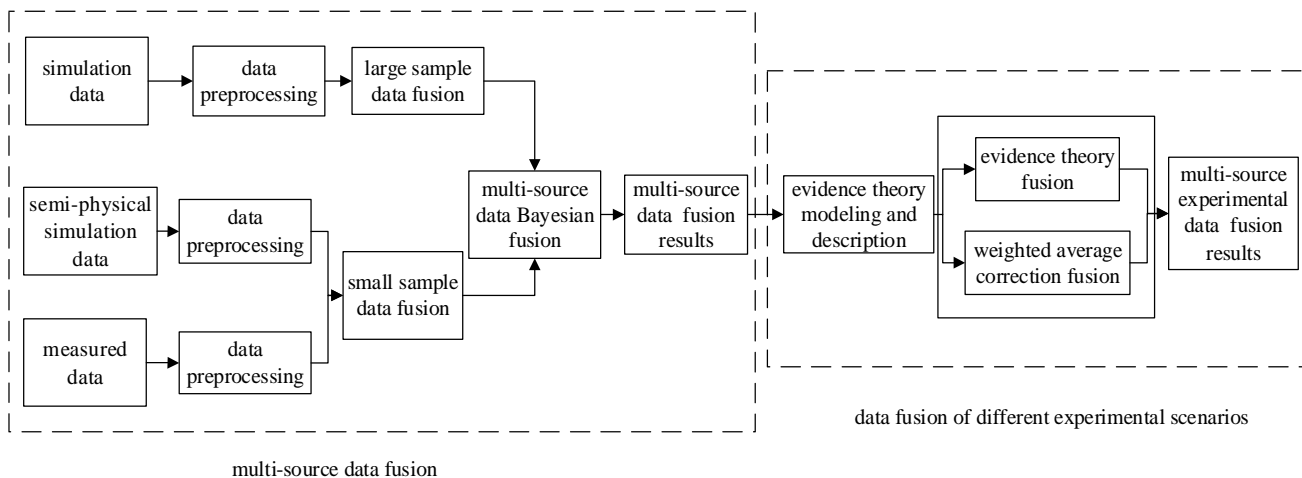 simulation
data
data
preprocessing
large sample
data fusion
semi-physical
simulation
data
data
preprocessing
measured
data
data
preprocessing
small sample
data fusion
multi-source
data Bayesian
fusion
multi-source
data fusion
results
evidence theory
modeling and
description
evidence theory
fusion
weighted average
correction fusion
multi-source
experimental
data fusion
results
data fusion of different experimental scenarios
multi-source data fusion